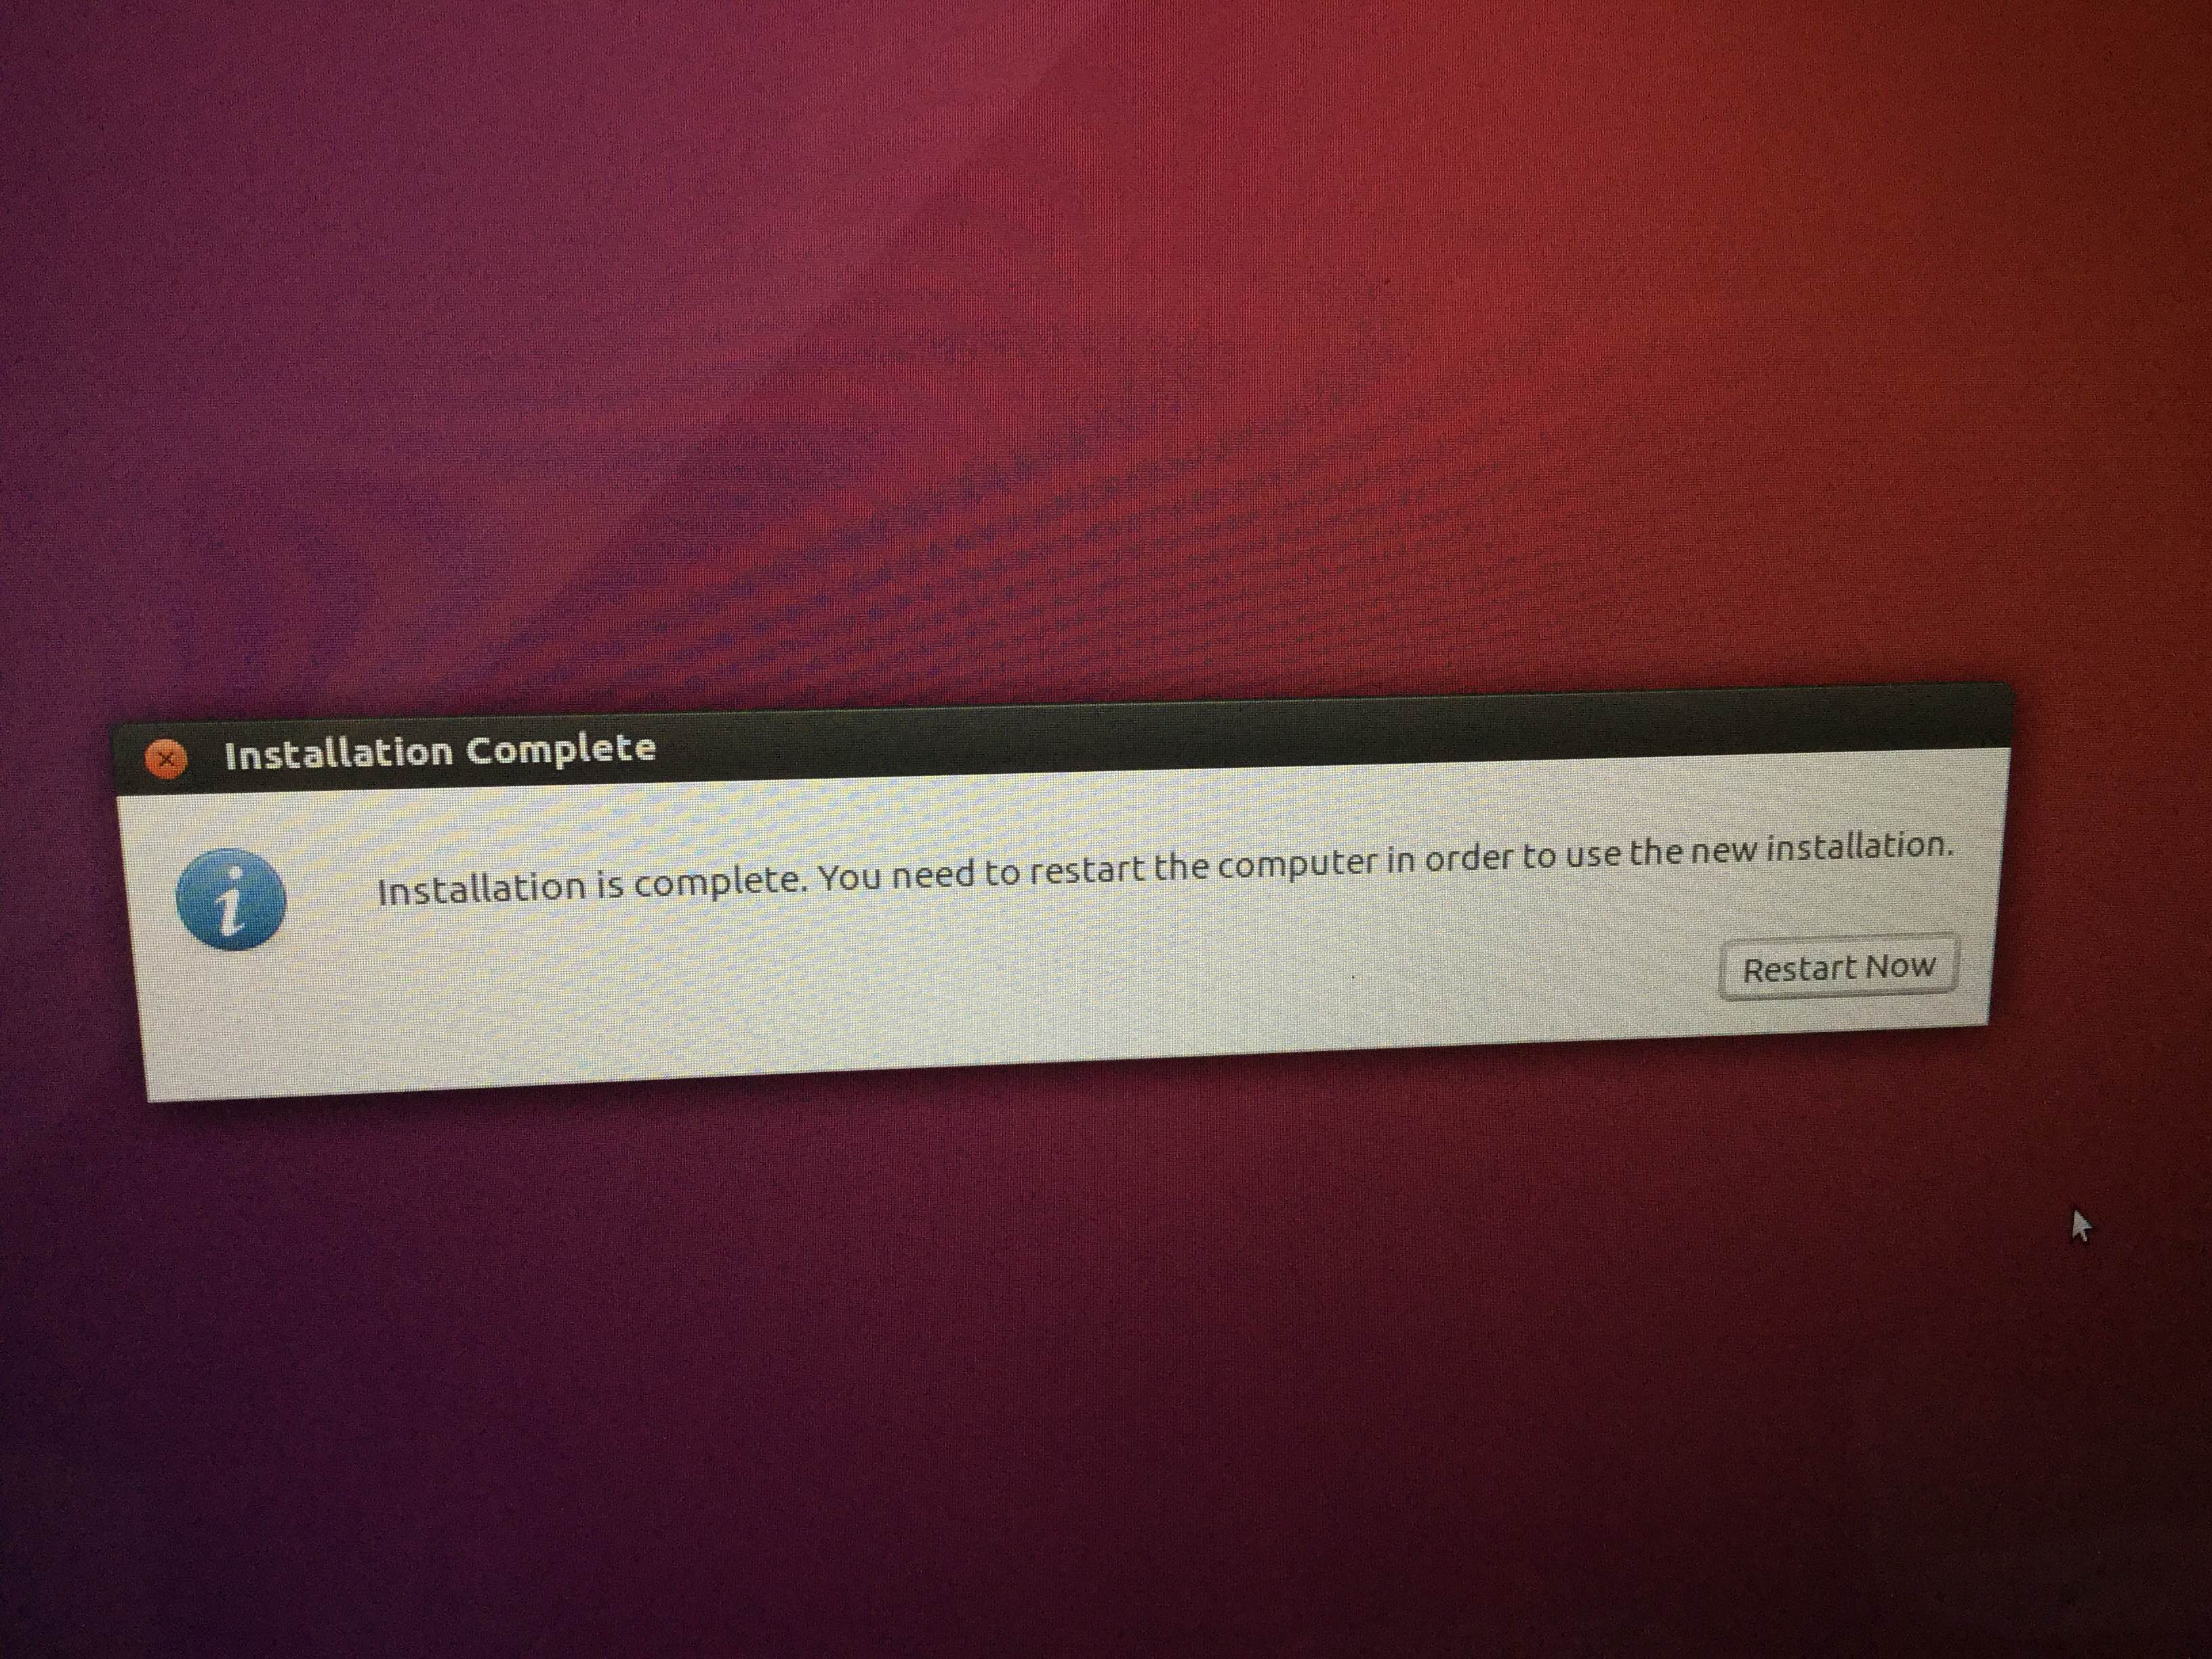 Installation Complete
Installation is complete. You need to restart the computer in order to use the new installation.
Restart Now